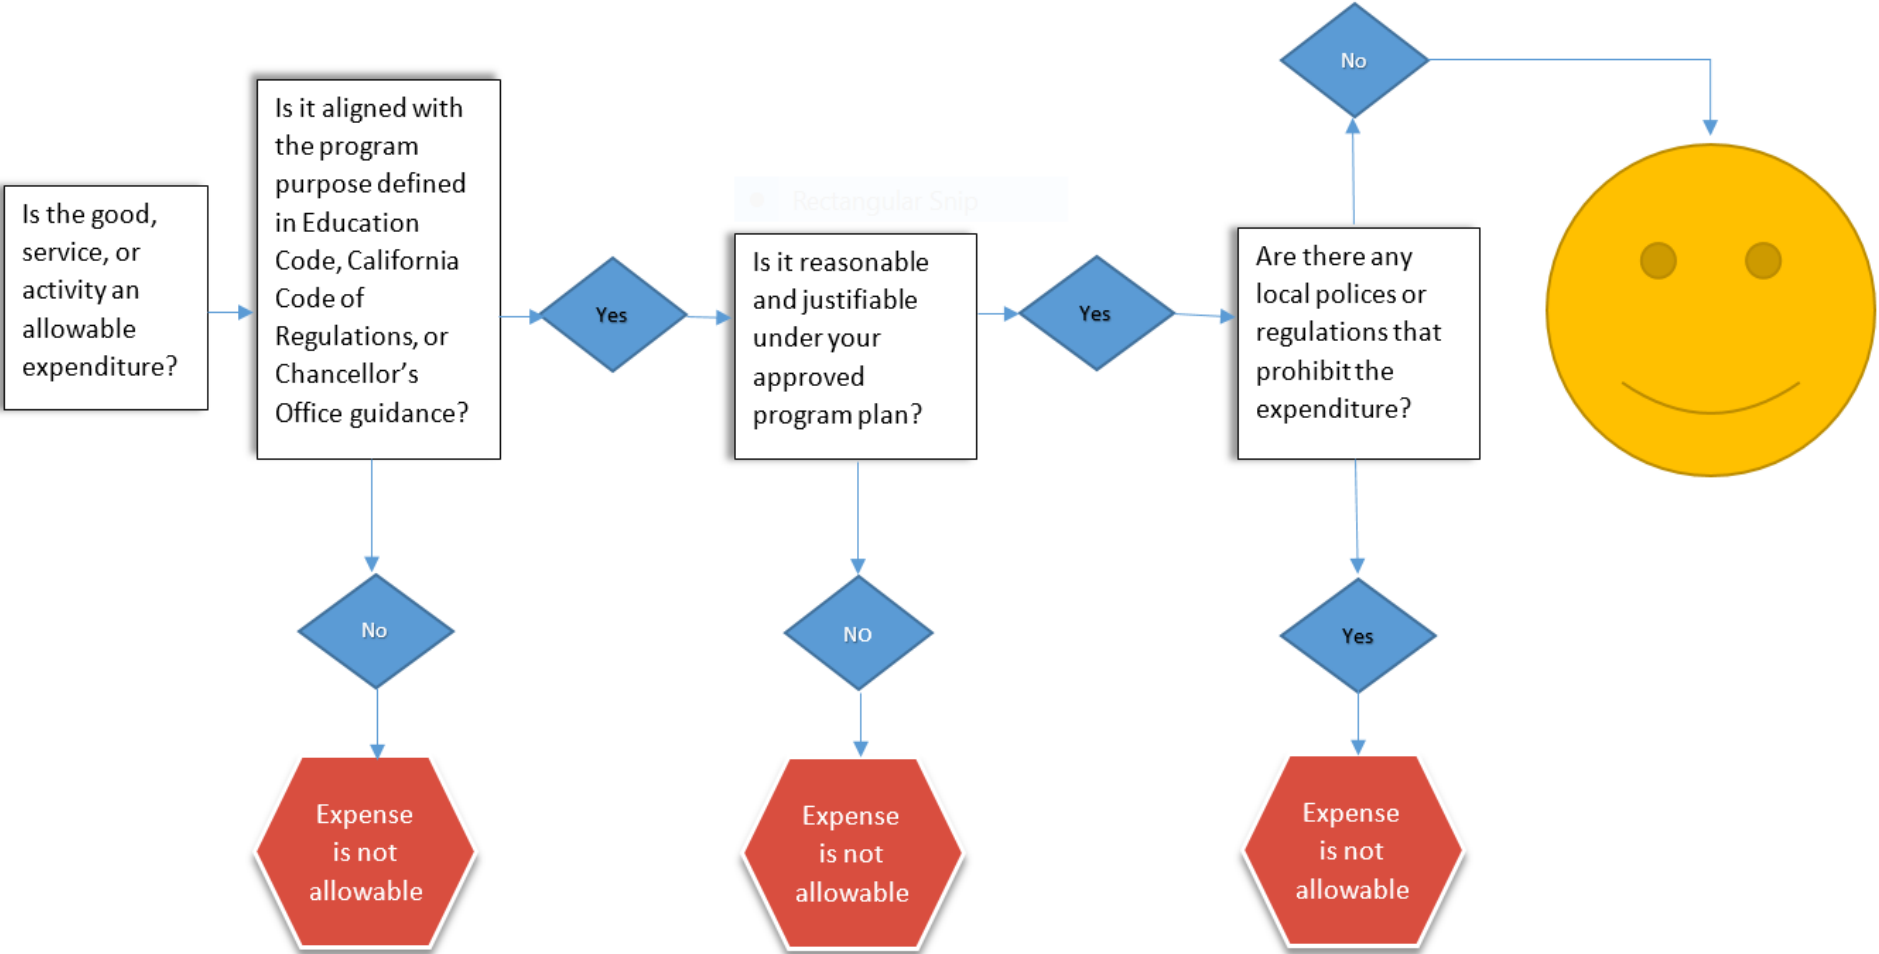 Is the good,
service, or
activity an
allowable
expenditure?
Is it aligned with
the program
purpose defined
in Education
Code, California
Code of
Regulations, or
Chancellor’s
Office guidance?
Yes
No
Expense
is not
allowable
Rectangular Snip
Is it reasonable
and justifiable
under your
approved
program plan?
Yes
NO
Expense
is not
allowable
Are there any
local polices or
regulations that
prohibit the
expenditure?
No
Yes
Expense
is not
allowable